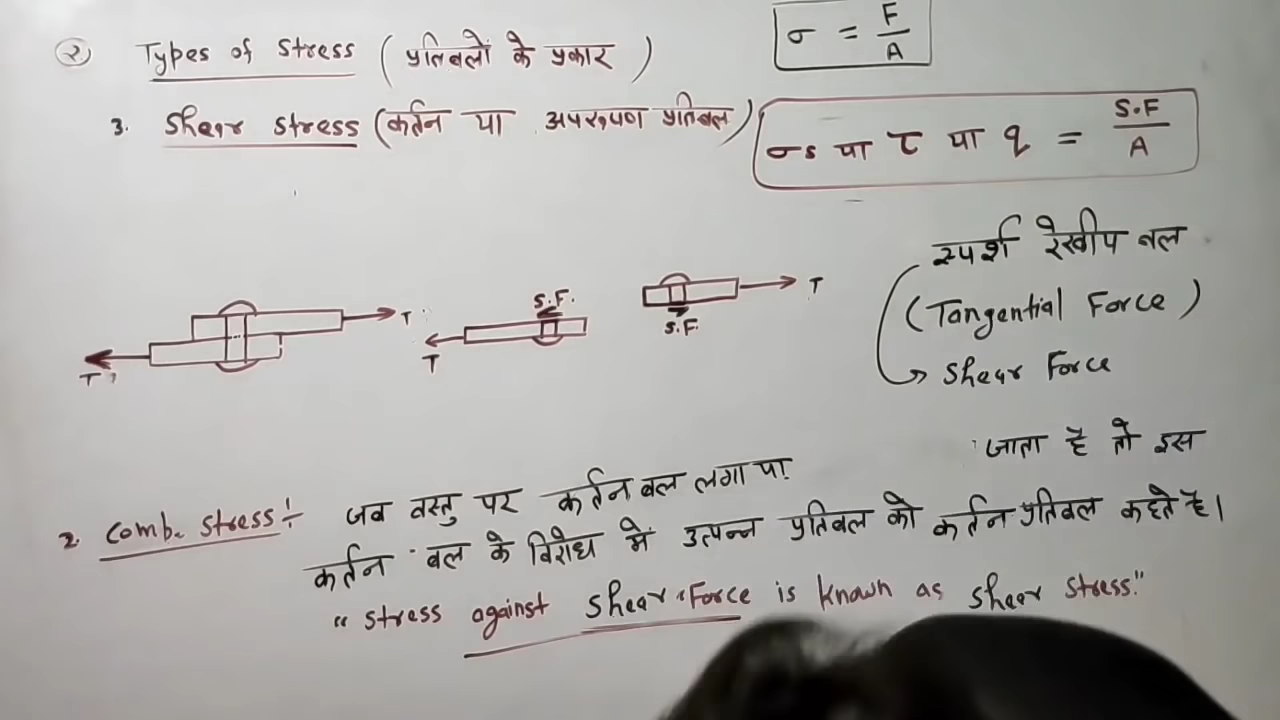 २ Types of Stress (प्रतिबलों के प्रकार)
σ = F/A
3. Shear stress (कर्तन या अपरूपण प्रतिबल)
σs या τ या q = S.F/A
स्पर्श रेखीय बल
(Tangential Force)
→ Shear Force
T T
S.F.
T
S.F.
T
2. Comb. Stress :- जब वस्तु पर कर्तन बल लगाया जाता है तो इस
कर्तन बल के विरोध में उत्पन्न प्रतिबल को कर्तन प्रतिबल कहते है।
"Stress against Shear Force is known as shear stress."